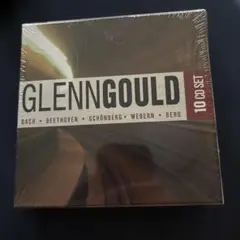 GLENNGOULD
BACH • BEETHOVEN • SCHÖNBERG • WEBERN • BERG
10 CD SET